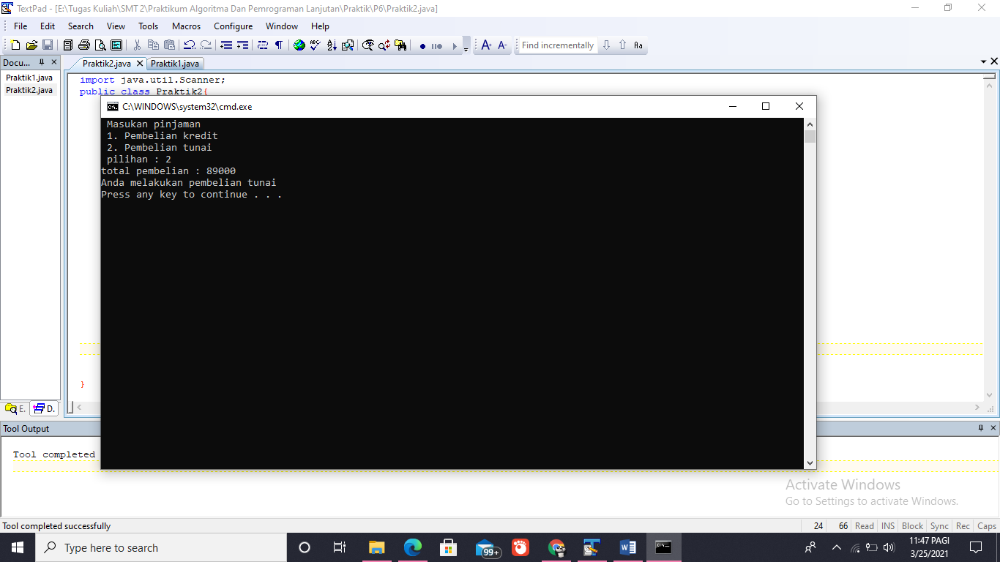 TextPad - [E:\Tugas Kuliah\SMT 2\Praktikum Algoritma Dan Pemrograman Lanjutan\Praktik\P6\Praktik2.java]
File Edit Search View Tools Macros Configure Window Help
Find incrementally Aa
Docu... Praktik2.java Praktik1.java
Praktik1.java
Praktik2.java
import java.util.Scanner;
public class Praktik2{
C:\WINDOWS\system32\cmd.exe
Masukan pinjaman
1. Pembelian kredit
2. Pembelian tunai
pilihan : 2
total pembelian : 89000
Anda melakukan pembelian tunai
Press any key to continue . . .
}
E. D.
Tool Output
Tool completed
Activate Windows
Go to Settings to activate Windows.
Tool completed successfully 24 66 Read INS Block Sync Rec Caps
Type here to search 99+ 11:47 PAGI
3/25/2021